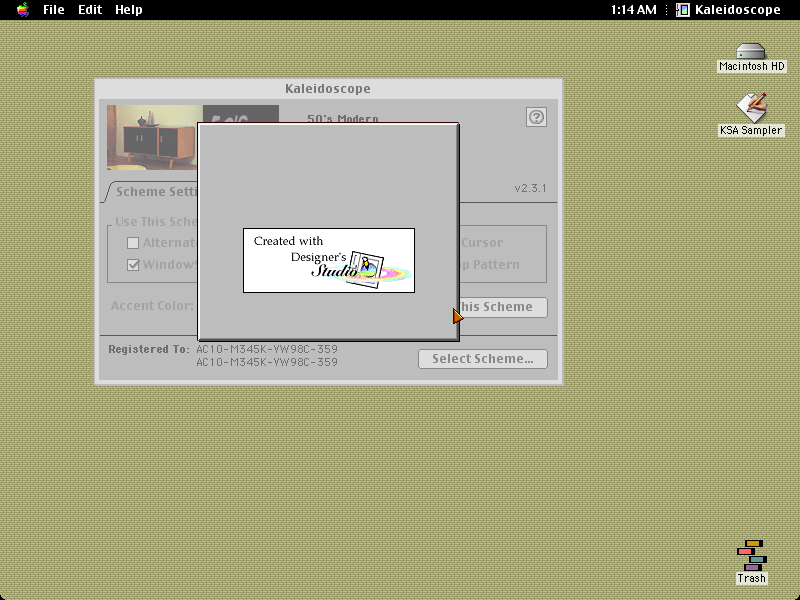 File Edit Help
1:14 AM
Kaleidoscope
Macintosh HD
KSA Sampler
Kaleidoscope
50's Modern
v2.3.1
Scheme Setti
Use This Sche
Alternat
Window
Cursor
Pattern
Accent Color:
his Scheme
Created with
Designer's
Studio
Registered To:
AC10-M345K-YW98C-359
AC10-M345K-YW98C-359
Select Scheme...
Trash